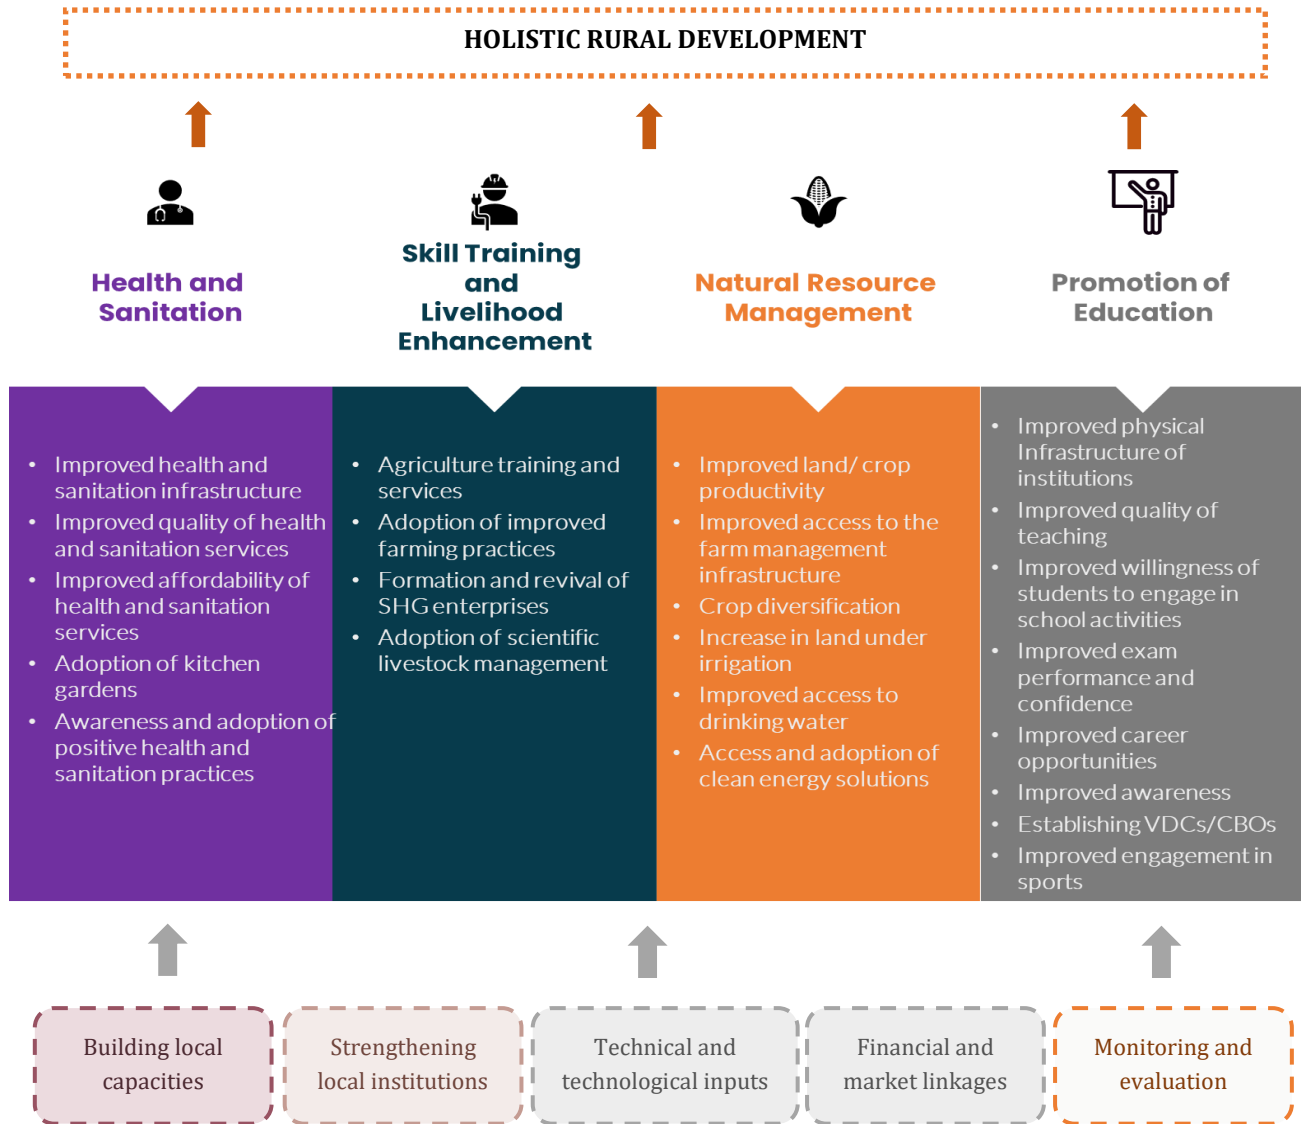 HOLISTIC RURAL DEVELOPMENT
Health and
Sanitation
Skill Training
and
Livelihood
Enhancement
Natural Resource
Management
Promotion of
Education
• Improved health and
sanitation infrastructure
• Improved quality of health
and sanitation services
• Improved affordability of
health and sanitation
services
• Adoption of kitchen
gardens
• Awareness and adoption of
positive health and
sanitation practices
• Agriculture training and
services
• Adoption of improved
farming practices
• Formation and revival of
SHG enterprises
• Adoption of scientific
livestock management
• Improved land/ crop
productivity
• Improved access to the
farm management
infrastructure
• Crop diversification
• Increase in land under
irrigation
• Improved access to
drinking water
• Access and adoption of
clean energy solutions
• Improved physical
Infrastructure of
institutions
• Improved quality of
teaching
• Improved willingness of
students to engage in
school activities
• Improved exam
performance and
confidence
• Improved career
opportunities
• Improved awareness
• Establishing VDCs/CBOs
• Improved engagement in
sports
Building local
capacities
Strengthening
local institutions
Technical and
technological inputs
Financial and
market linkages
Monitoring and
evaluation